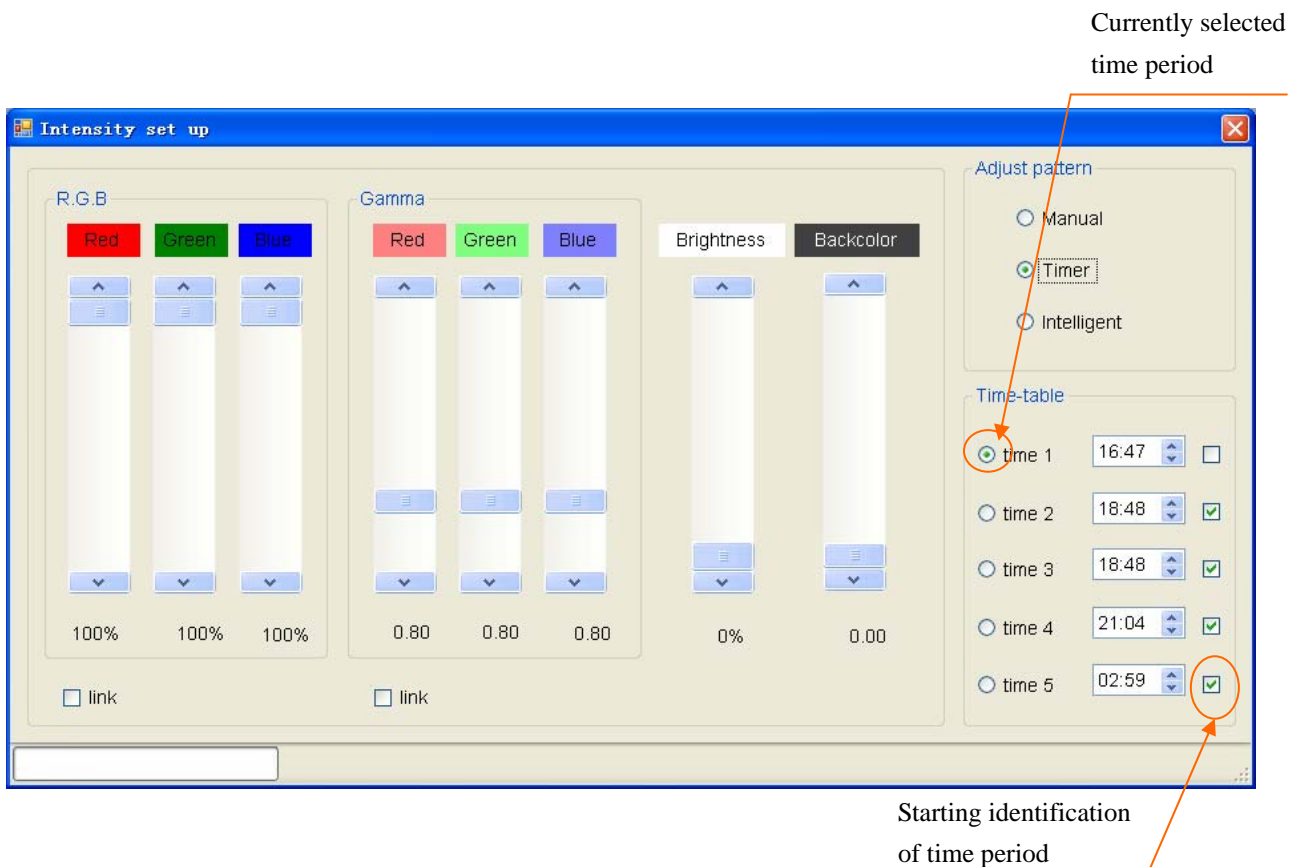 Currently selected
time period
Intensity set up
R.G.B
Red Green Blue
100% 100% 100%
link
Gamma
Red Green Blue
0.80 0.80 0.80
link
Brightness Backcolor
0% 0.00
Adjust pattern
Manual
Timer
Intelligent
Time-table
time 1 16:47
time 2 18:48
time 3 18:48
time 4 21:04
time 5 02:59
Starting identification
of time period